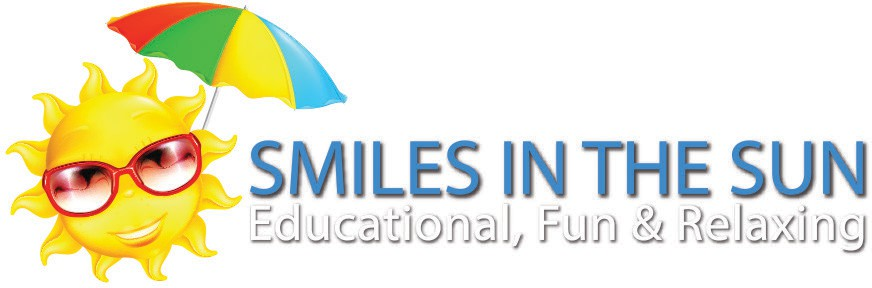 SMILES IN THE SUN
Educational, Fun & Relaxing